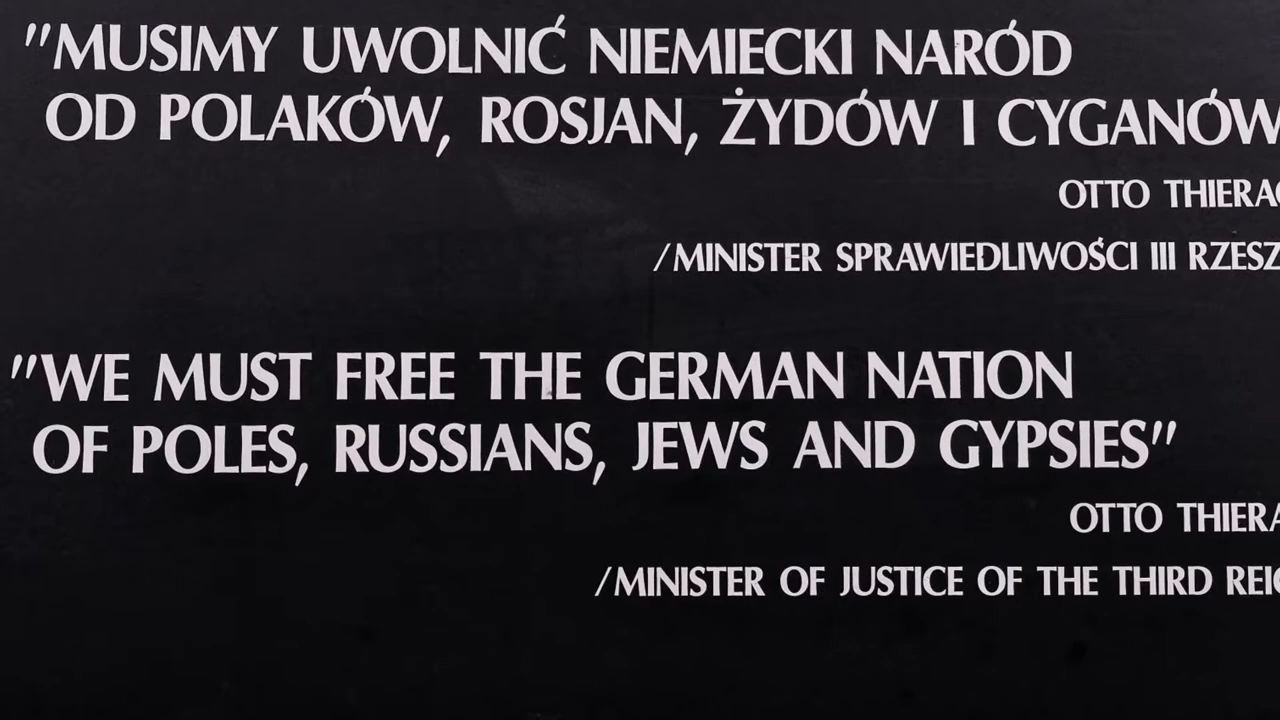 "MUSIMY UWOLNIĆ NIEMIECKI NARÓD
OD POLAKÓW, ROSJAN, ŻYDÓW I CYGANÓW
OTTO
/MINISTER SPRAWIEDLIWOŚCI III
"WE MUST FREE THE GERMAN NATION
OF POLES, RUSSIANS, JEWS AND GYPSIES"
OTTO
/MINISTER OF JUSTICE OF THE THIRD